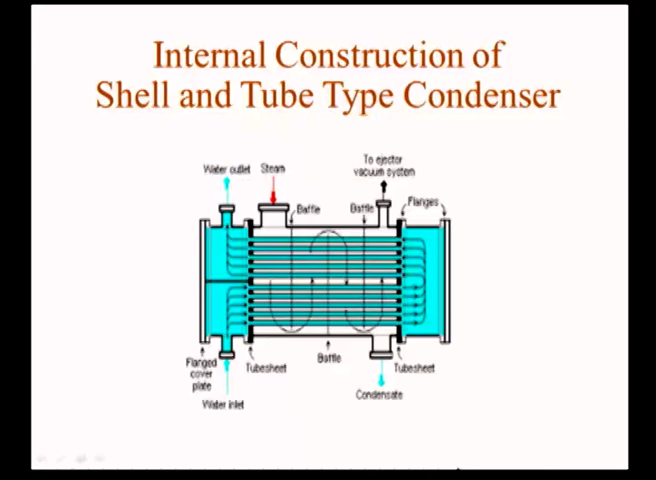 Internal Construction of
Shell and Tube Type Condenser
Water outlet
Steam
To ejector
vacuum system
Baffle
Baffle
Flanges
Flanged
cover
plate
Tubesheet
Baffle
Tubesheet
Water inlet
Condensate